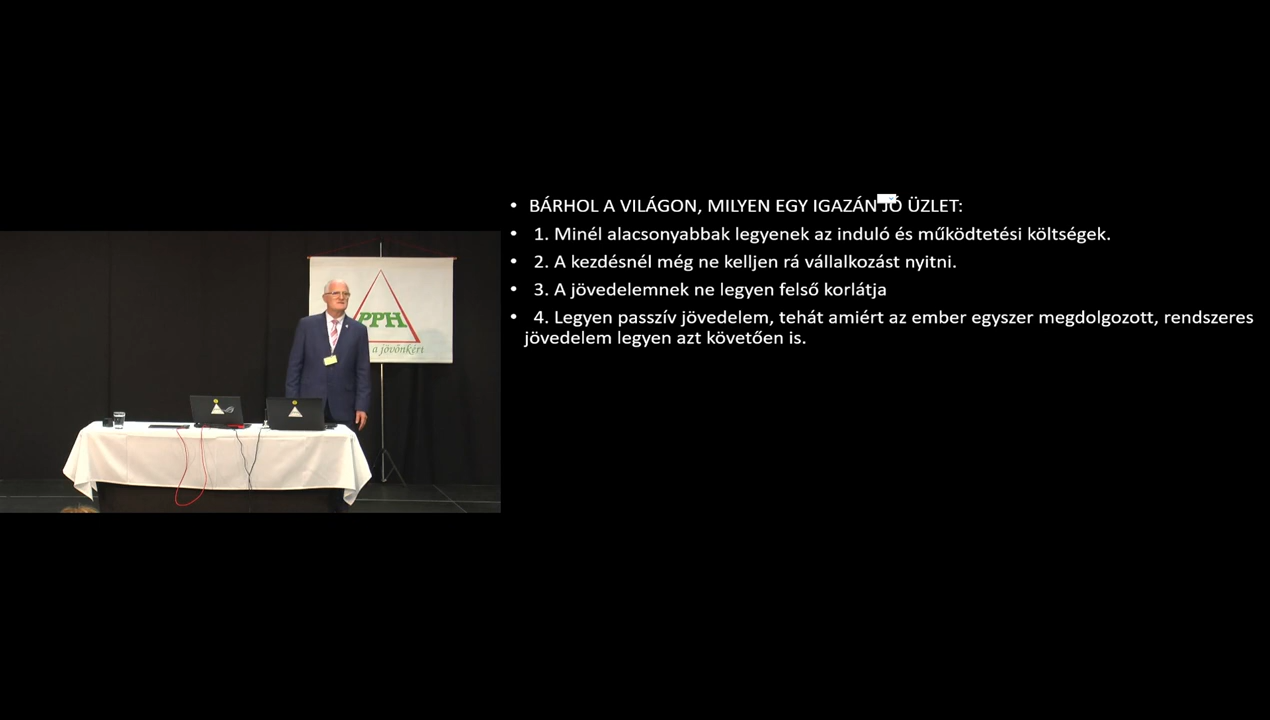 • BÁRHOL A VILÁGON, MILYEN EGY IGAZÁN JÓ ÜZLET:
• 1. Minél alacsonyabbak legyenek az induló és működtetési költségek.
• 2. A kezdésnél még ne kelljen rá vállalkozást nyitni.
• 3. A jövedelemnek ne legyen felső korlátja
• 4. Legyen passzív jövedelem, tehát amiért az ember egyszer megdolgozott, rendszeres
jövedelem legyen azt követően is.
PPH
a jövőnkért